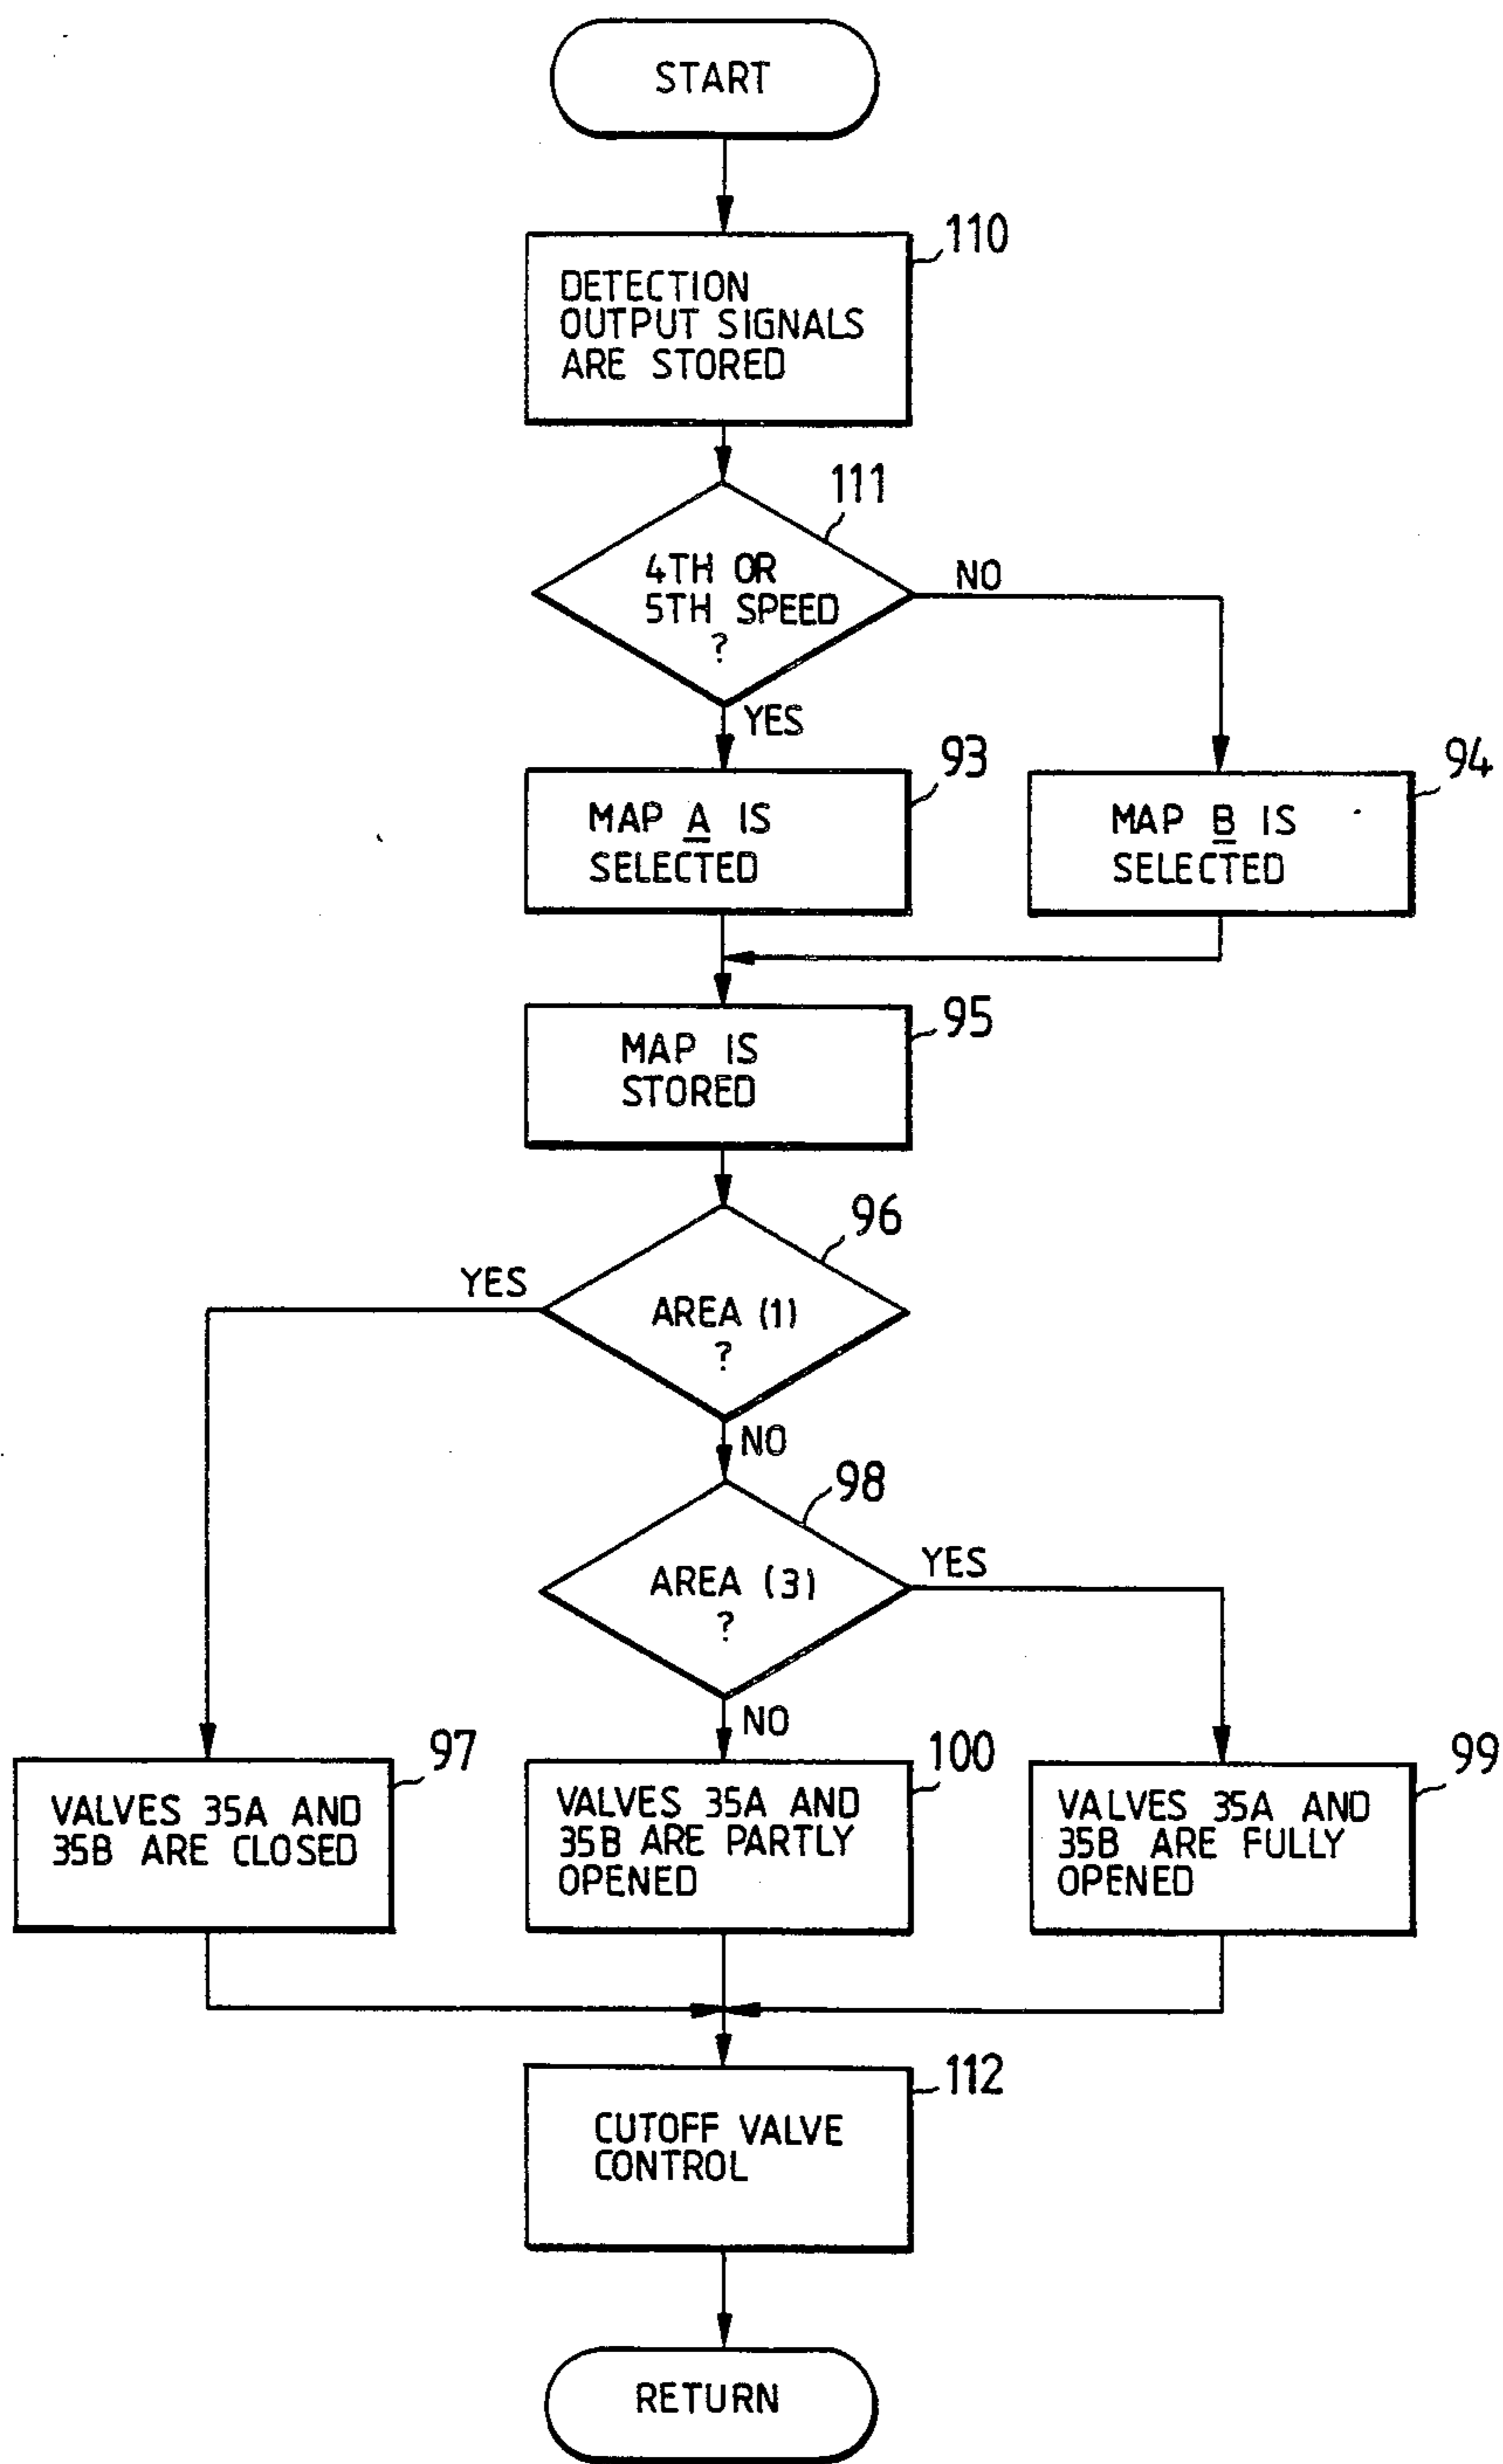 START
110
DETECTION
OUTPUT SIGNALS
ARE STORED
111
4TH OR
5TH SPEED
?
NO
YES
93
MAP A IS
SELECTED
94
MAP B IS
SELECTED
95
MAP IS
STORED
96
YES
AREA (1)
?
NO
98
AREA (3)
?
YES
NO
97
VALVES 35A AND
35B ARE CLOSED
100
VALVES 35A AND
35B ARE PARTLY
OPENED
99
VALVES 35A AND
35B ARE FULLY
OPENED
112
CUTOFF VALVE
CONTROL
RETURN